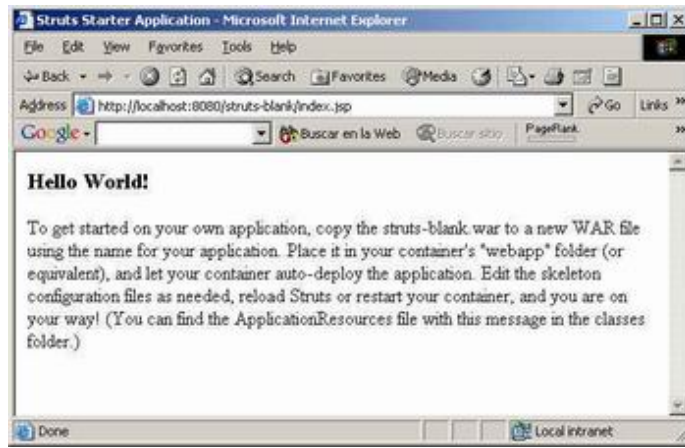 Struts Starter Application - Microsoft Internet Explorer
File Edit View Favorites Tools Help
Back Search Favorites Media
Address http://localhost:8080/struts-blank/index.jsp Go Links »
Google Buscar en la Web Buscar sitio PageRank »
Hello World!
To get started on your own application, copy the struts-blank.war to a new WAR file
using the name for your application. Place it in your container's "webapp" folder (or
equivalent), and let your container auto-deploy the application. Edit the skeleton
configuration files as needed, reload Struts or restart your container, and you are on
your way! (You can find the ApplicationResources file with this message in the classes
folder.)
Done Local intranet